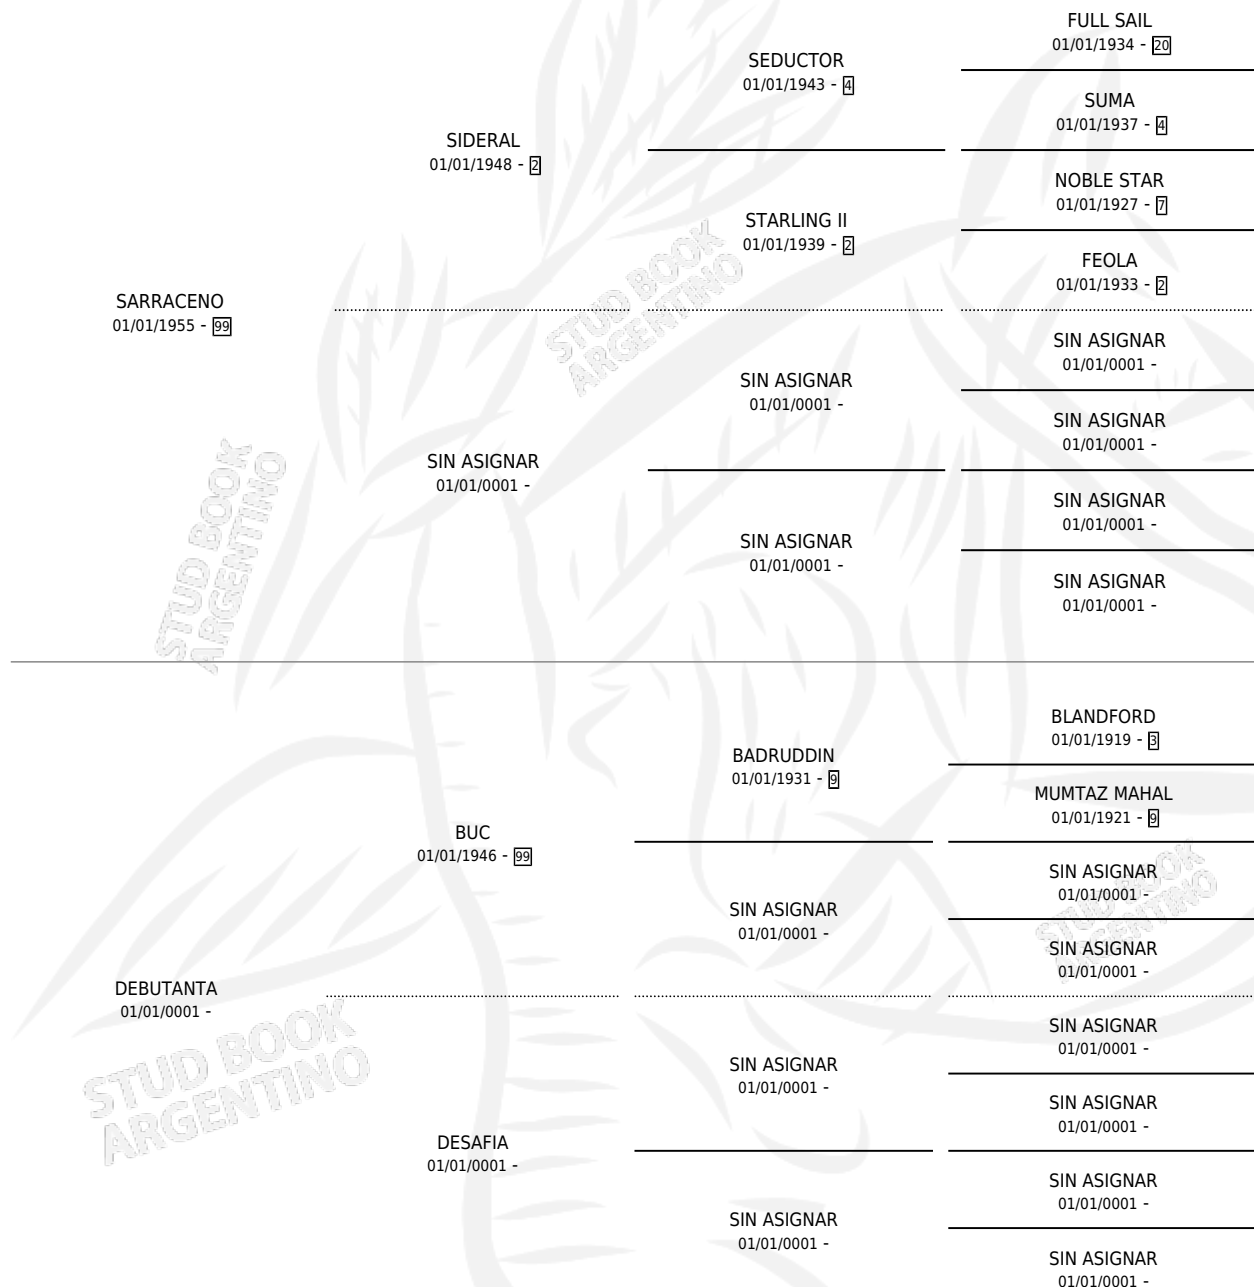 FULL SAIL
01/01/1934 - 20
SEDUCTOR
01/01/1943 - 4
SUMA
01/01/1937 - 4
SIDERAL
01/01/1948 - 2
NOBLE STAR
01/01/1927 - 7
STARLING II
01/01/1939 - 2
FEOLA
01/01/1933 - 2
SARRACENO
01/01/1955 - 99
STUD BOOK
ARGENTINO
SIN ASIGNAR
01/01/0001 -
SIN ASIGNAR
01/01/0001 -
SIN ASIGNAR
01/01/0001 -
SIN ASIGNAR
01/01/0001 -
SIN ASIGNAR
01/01/0001 -
SIN ASIGNAR
01/01/0001 -
SIN ASIGNAR
01/01/0001 -
STUD BOOK
ARGENTINO
BLANDFORD
01/01/1919 - 3
BADRUDDIN
01/01/1931 - 9
MUMTAZ MAHAL
01/01/1921 - 9
BUC
01/01/1946 - 99
SIN ASIGNAR
01/01/0001 -
SIN ASIGNAR
01/01/0001 -
SIN ASIGNAR
01/01/0001 -
STUD BOOK
ARGENTINO
DEBUTANTA
01/01/0001 -
STUD BOOK
ARGENTINO
SIN ASIGNAR
01/01/0001 -
SIN ASIGNAR
01/01/0001 -
SIN ASIGNAR
01/01/0001 -
DESAFIA
01/01/0001 -
SIN ASIGNAR
01/01/0001 -
SIN ASIGNAR
01/01/0001 -
SIN ASIGNAR
01/01/0001 -